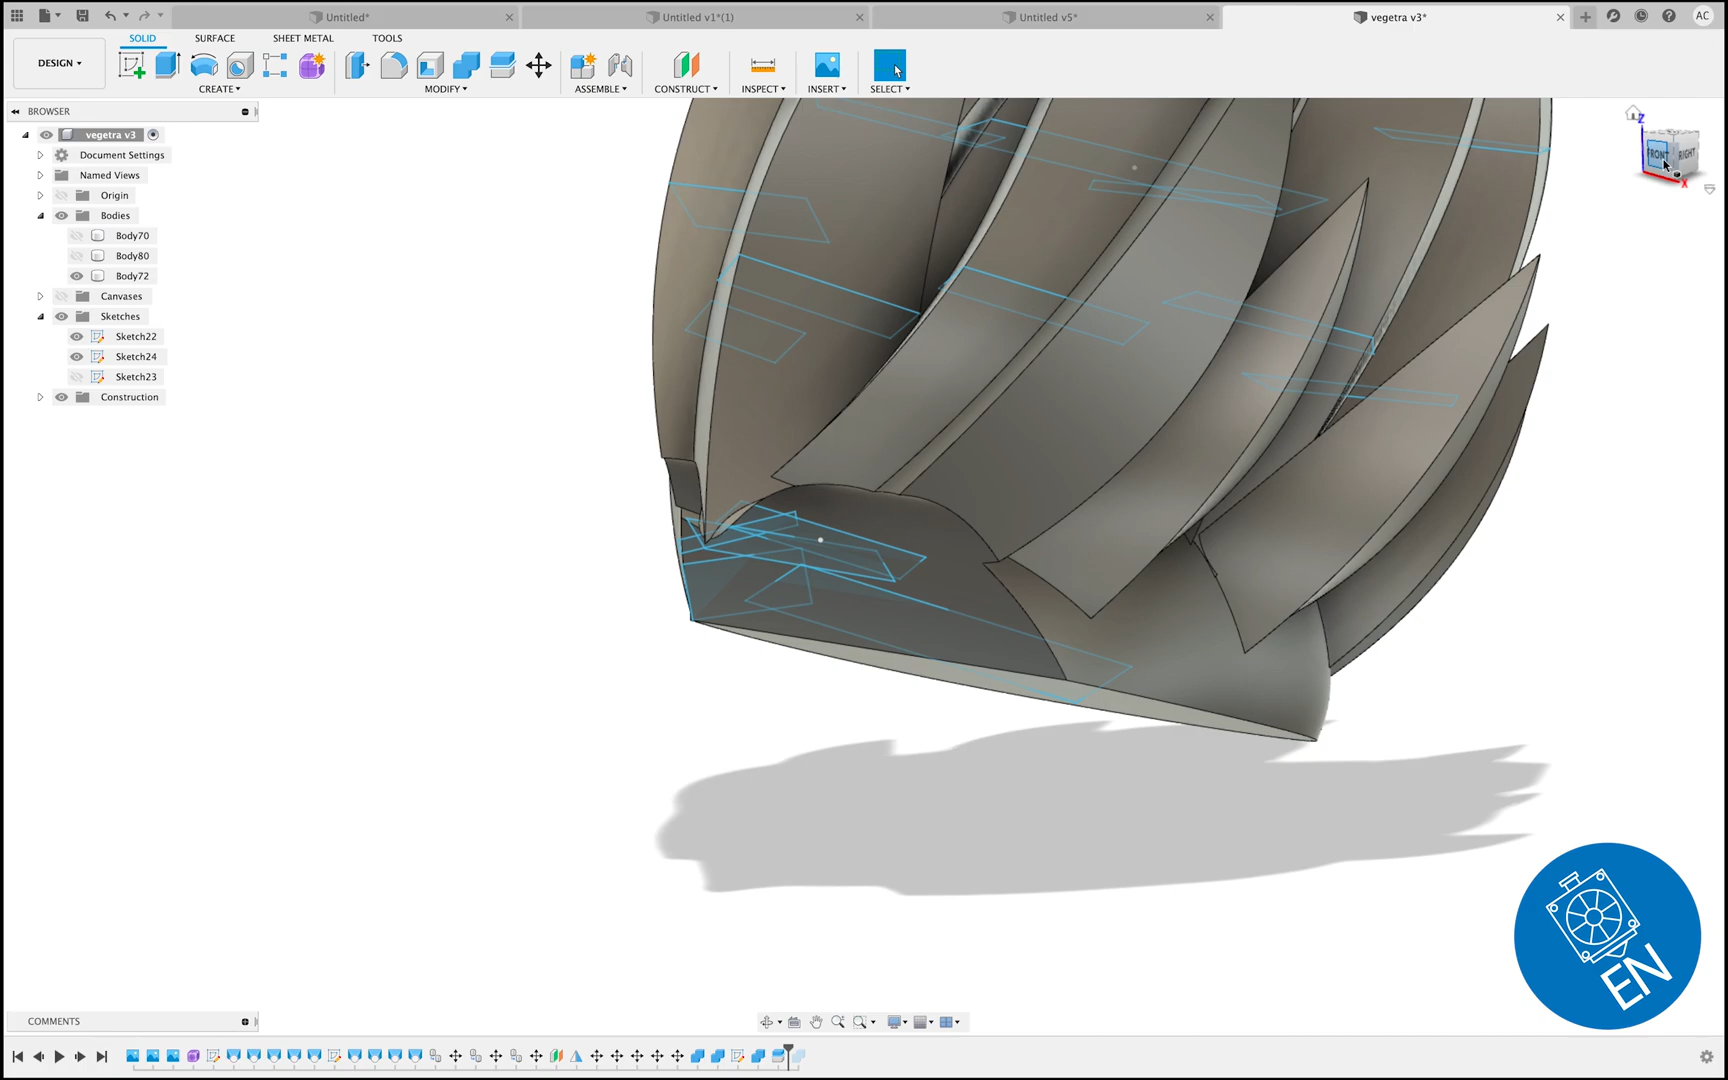 Untitled*
Untitled v1*(1)
Untitled v5*
vegetra v3*
AC
DESIGN
SOLID
SURFACE
SHEET METAL
TOOLS
CREATE
MODIFY
ASSEMBLE
CONSTRUCT
INSPECT
INSERT
SELECT
BROWSER
vegetra v3
Document Settings
Named Views
Origin
Bodies
Body70
Body80
Body72
Canvases
Sketches
Sketch22
Sketch24
Sketch23
Construction
Z
FRONT
RIGHT
X
EN
COMMENTS